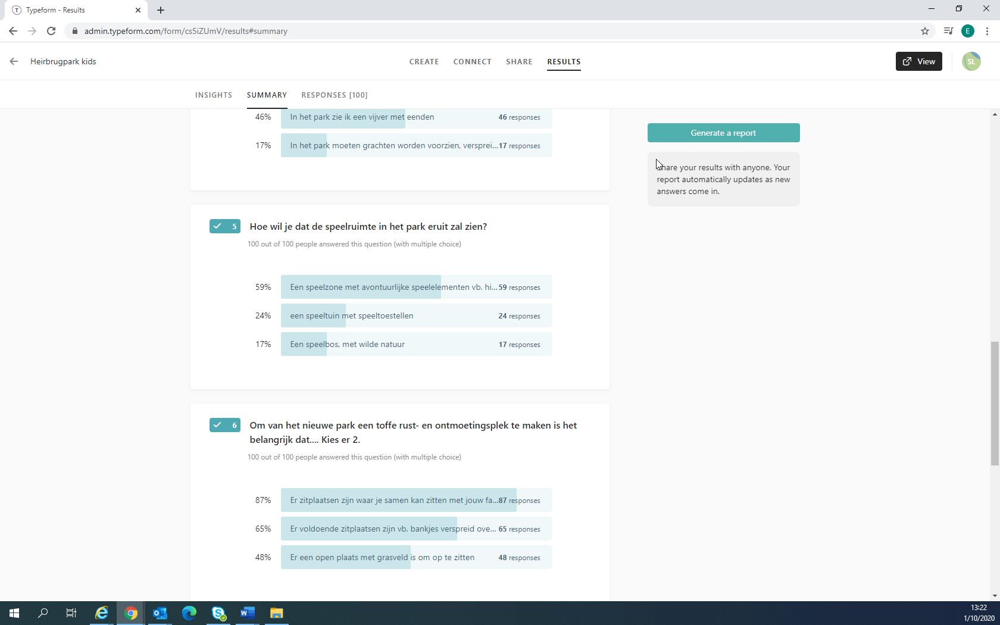 Typeform - Results
admin.typeform.com/form/cs5iZUmV/results#summary
E
Heirbrugpark kids
CREATE CONNECT SHARE RESULTS
View
SL
INSIGHTS SUMMARY RESPONSES [100]
46% In het park zie ik een vijver met eenden 46 responses
17% In het park moeten grachten worden voorzien, versprei... 17 responses
Generate a report
Share your results with anyone. Your
report automatically updates as new
answers come in.
5 Hoe wil je dat de speelruimte in het park eruit zal zien?
100 out of 100 people answered this question (with multiple choice)
59% Een speelzone met avontuurlijke speelelementen vb. hi... 59 responses
24% een speeltuin met speeltoestellen 24 responses
17% Een speelbos, met wilde natuur 17 responses
6 Om van het nieuwe park een toffe rust- en ontmoetingsplek te maken is het
belangrijk dat.... Kies er 2.
100 out of 100 people answered this question (with multiple choice)
87% Er zitplaatsen zijn waar je samen kan zitten met jouw fa... 87 responses
65% Er voldoende zitplaatsen zijn vb. bankjes verspreid ove... 65 responses
48% Er een open plaats met grasveld is om op te zitten 48 responses
13:22
1/10/2020